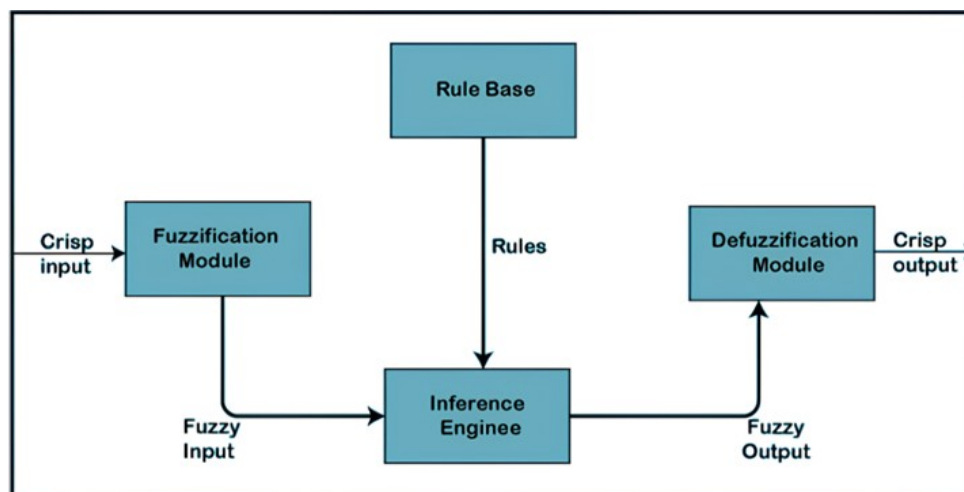 Rule Base
Crisp
input
Fuzzification
Module
Rules
Defuzzification
Module
Crisp
output
Inference
Enginee
Fuzzy
Input
Fuzzy
Output